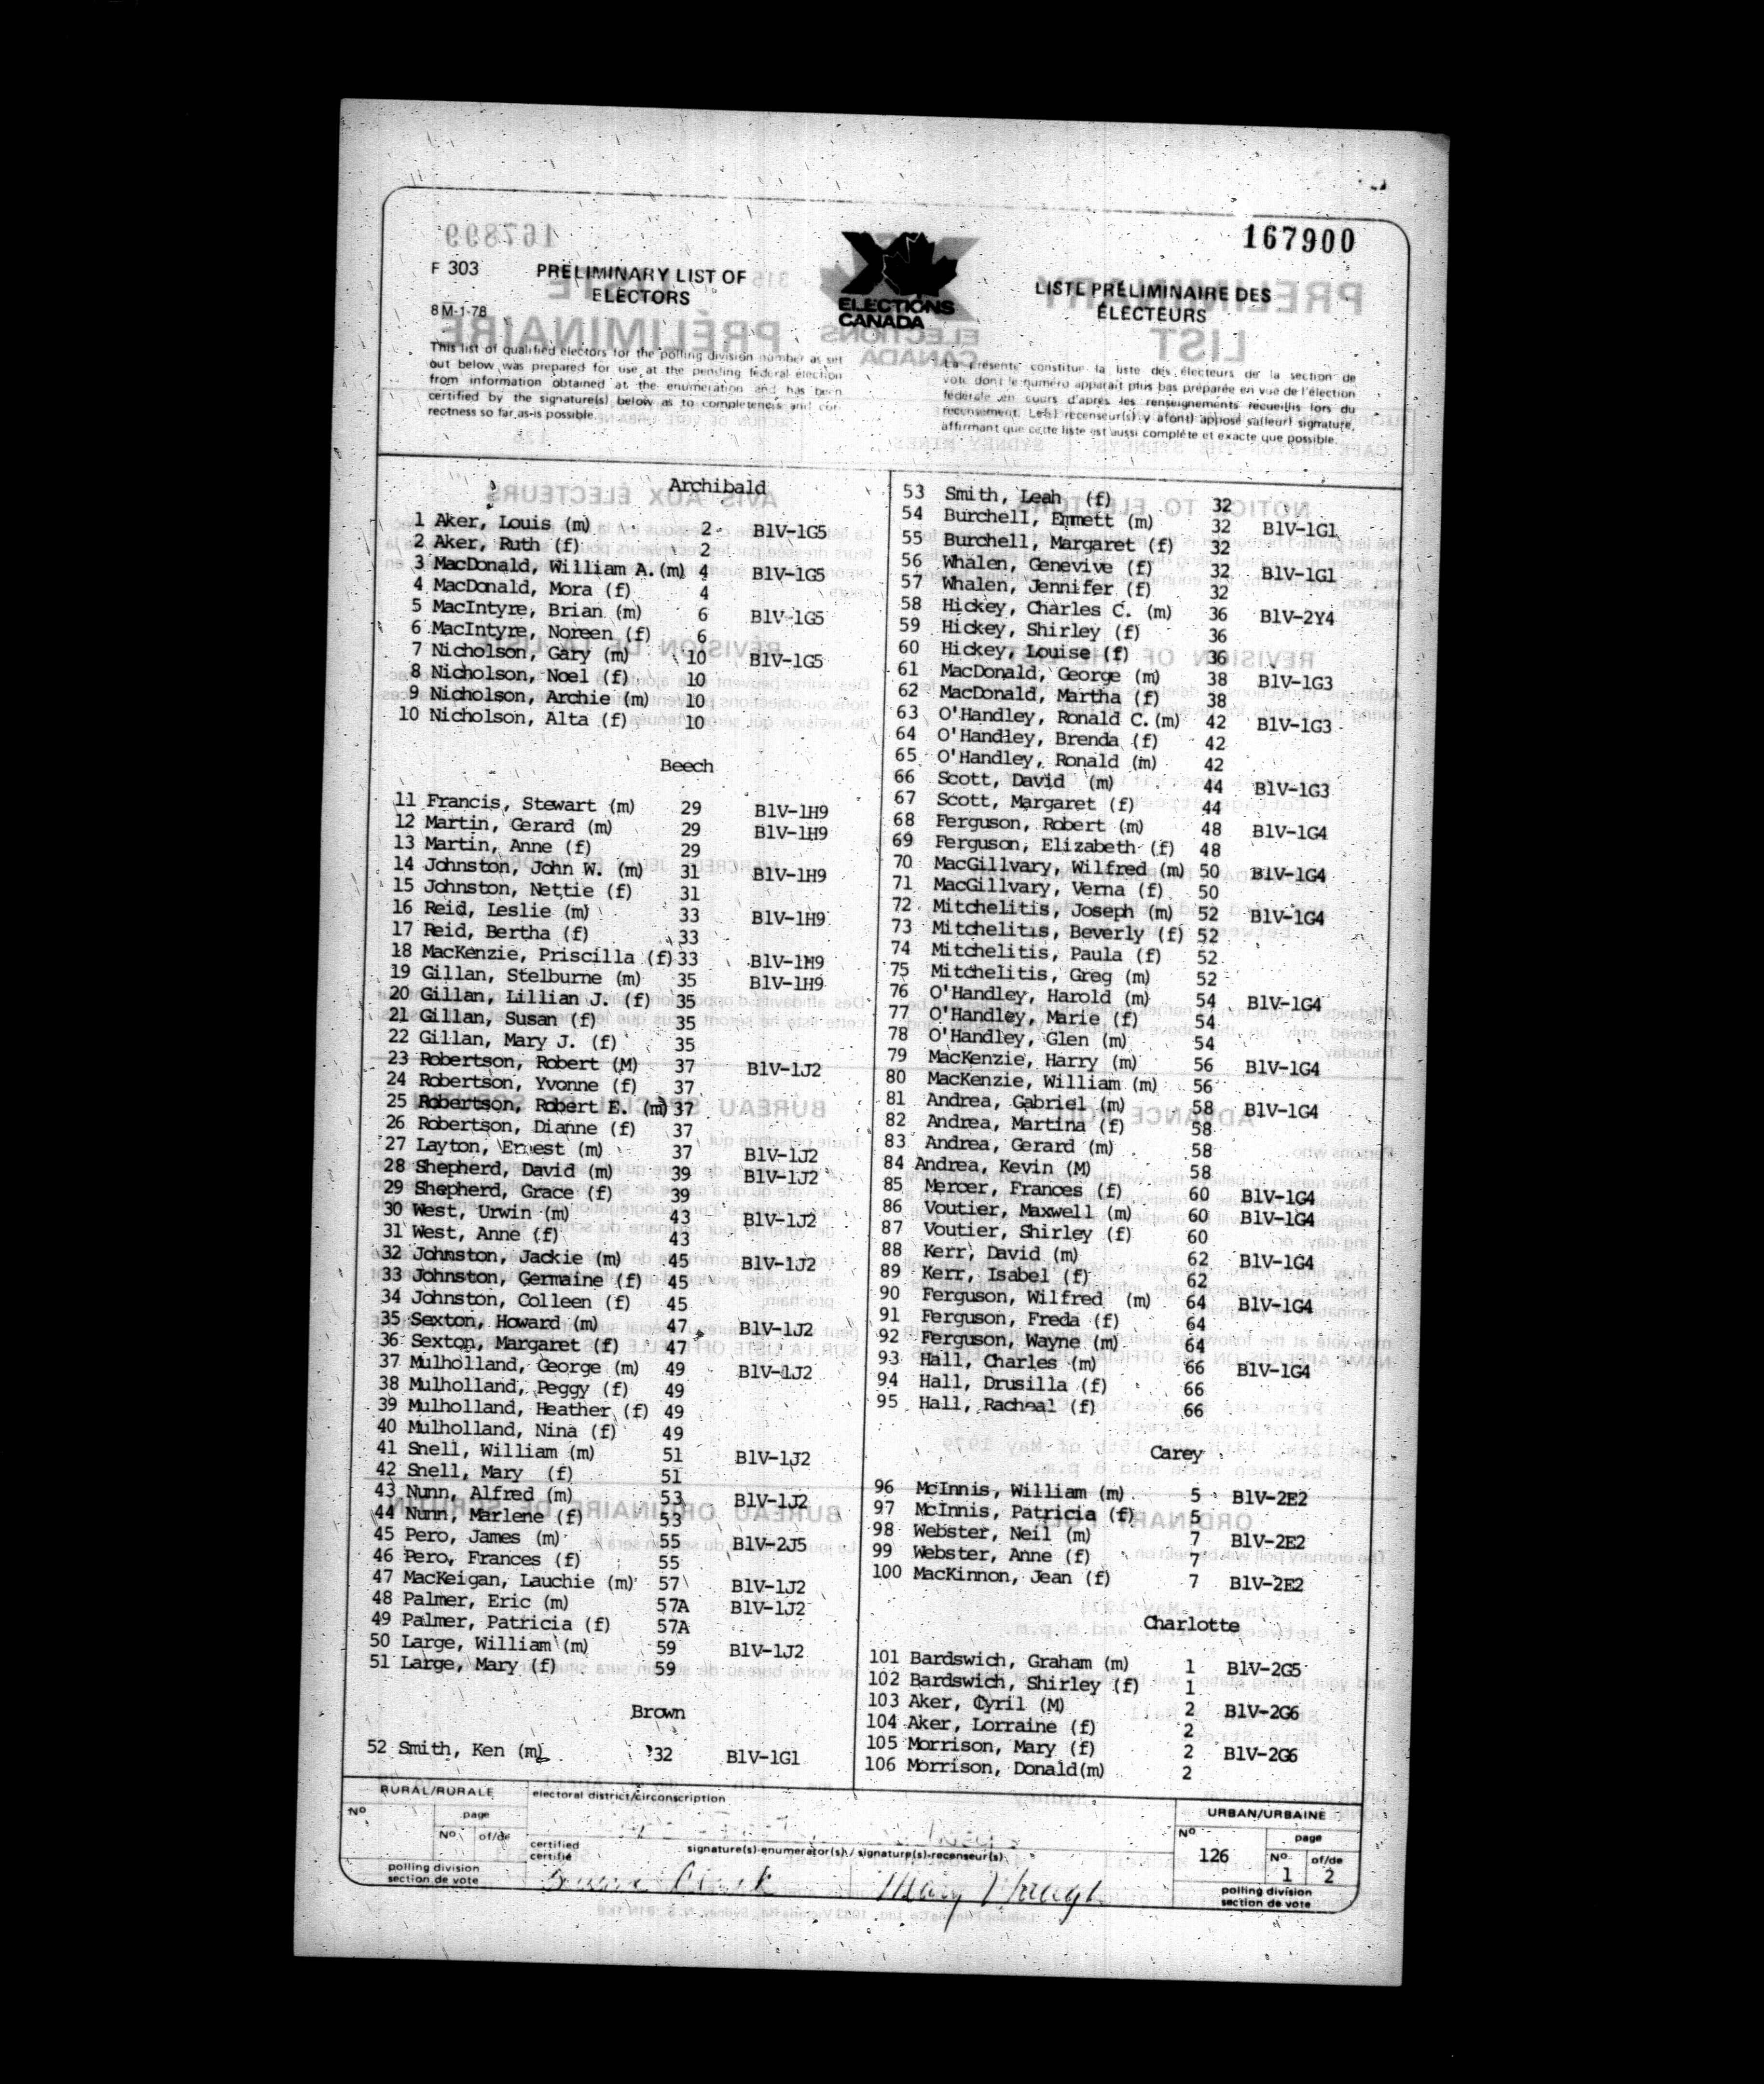 167900
F 303
PRELIMINARY LIST OF
ELECTORS
8 M-1-78
ELECTIONS
CANADA
LISTE PRÉLIMINAIRE DES
ÉLECTEURS
This list of qualified electors for the polling division number as set
out below was prepared for use at the pending federal election
from information obtained at the enumeration and has been
certified by the signature(s) below as to completeness and cor-
rectness so far as is possible.
La présente constitue la liste des électeurs de la section de
vote dont le numéro apparait plus bas préparée en vue de l'élection
fédérale en cours d'après les renseignements recueillis lors du
recensement. Le(s) recenseur(s) y a(ont) apposé sa(leur) signature,
affirmant que cette liste est aussi complète et exacte que possible.
Archibald
1 Aker, Louis (m) 2 B1V-1G5
2 Aker, Ruth (f) 2
3 MacDonald, William A.(m) 4 B1V-1G5
4 MacDonald, Mora (f) 4
5 MacIntyre, Brian (m) 6 B1V-1G5
6 MacIntyre, Noreen (f) 6
7 Nicholson, Gary (m) 10 B1V-1G5
8 Nicholson, Noel (f) 10
9 Nicholson, Archie (m) 10
10 Nicholson, Alta (f) 10
Beech
11 Francis, Stewart (m) 29 B1V-1H9
12 Martin, Gerard (m) 29 B1V-1H9
13 Martin, Anne (f) 29
14 Johnston, John W. (m) 31 B1V-1H9
15 Johnston, Nettie (f) 31
16 Reid, Leslie (m) 33 B1V-1H9
17 Reid, Bertha (f) 33
18 MacKenzie, Priscilla (f) 33 B1V-1H9
19 Gillan, Stelburne (m) 35 B1V-1H9
20 Gillan, Lillian J. (f) 35
21 Gillan, Susan (f) 35
22 Gillan, Mary J. (f) 35
23 Robertson, Robert (M) 37 B1V-1J2
24 Robertson, Yvonne (f) 37
25 Robertson, Robert E. (m) 37
26 Robertson, Dianne (f) 37
27 Layton, Ernest (m) 37 B1V-1J2
28 Shepherd, David (m) 39 B1V-1J2
29 Shepherd, Grace (f) 39
30 West, Urwin (m) 43 B1V-1J2
31 West, Anne (f) 43
32 Johnston, Jackie (m) 45 B1V-1J2
33 Johnston, Germaine (f) 45
34 Johnston, Colleen (f) 45
35 Sexton, Howard (m) 47 B1V-1J2
36 Sexton, Margaret (f) 47
37 Mulholland, George (m) 49 B1V-1J2
38 Mulholland, Peggy (f) 49
39 Mulholland, Heather (f) 49
40 Mulholland, Nina (f) 49
41 Snell, William (m) 51 B1V-1J2
42 Snell, Mary (f) 51
43 Nunn, Alfred (m) 53 B1V-1J2
44 Nunn, Marlene (f) 53
45 Pero, James (m) 55 B1V-2J5
46 Pero, Frances (f) 55
47 MacKeigan, Lauchie (m) 57 B1V-1J2
48 Palmer, Eric (m) 57A B1V-1J2
49 Palmer, Patricia (f) 57A
50 Large, William (m) 59 B1V-1J2
51 Large, Mary (f) 59
Brown
52 Smith, Ken (m) 32 B1V-1G1
53 Smith, Leah (f) 32
54 Burchell, Emmett (m) 32 B1V-1G1
55 Burchell, Margaret (f) 32
56 Whalen, Genevive (f) 32 B1V-1G1
57 Whalen, Jennifer (f) 32
58 Hickey, Charles C. (m) 36 B1V-2Y4
59 Hickey, Shirley (f) 36
60 Hickey, Louise (f) 36
61 MacDonald, George (m) 38 B1V-1G3
62 MacDonald, Martha (f) 38
63 O'Handley, Ronald C.(m) 42 B1V-1G3
64 O'Handley, Brenda (f) 42
65 O'Handley, Ronald (m) 42
66 Scott, David (m) 44 B1V-1G3
67 Scott, Margaret (f) 44
68 Ferguson, Robert (m) 48 B1V-1G4
69 Ferguson, Elizabeth (f) 48
70 MacGillvary, Wilfred (m) 50 B1V-1G4
71 MacGillvary, Verna (f) 50
72 Mitchelitis, Joseph (m) 52 B1V-1G4
73 Mitchelitis, Beverly (f) 52
74 Mitchelitis, Paula (f) 52
75 Mitchelitis, Greg (m) 52
76 O'Handley, Harold (m) 54 B1V-1G4
77 O'Handley, Marie (f) 54
78 O'Handley, Glen (m) 54
79 MacKenzie, Harry (m) 56 B1V-1G4
80 MacKenzie, William (m) 56
81 Andrea, Gabriel (m) 58 B1V-1G4
82 Andrea, Martina (f) 58
83 Andrea, Gerard (m) 58
84 Andrea, Kevin (M) 58
85 Mercer, Frances (f) 60 B1V-1G4
86 Voutier, Maxwell (m) 60 B1V-1G4
87 Voutier, Shirley (f) 60
88 Kerr, David (m) 62 B1V-1G4
89 Kerr, Isabel (f) 62
90 Ferguson, Wilfred (m) 64 B1V-1G4
91 Ferguson, Freda (f) 64
92 Ferguson, Wayne (m) 64
93 Hall, Charles (m) 66 B1V-1G4
94 Hall, Drusilla (f) 66
95 Hall, Racheal (f) 66
Carey
96 McInnis, William (m) 5 B1V-2E2
97 McInnis, Patricia (f) 5
98 Webster, Neil (m) 7 B1V-2E2
99 Webster, Anne (f) 7
100 MacKinnon, Jean (f) 7 B1V-2E2
Charlotte
101 Bardswich, Graham (m) 1 B1V-2G5
102 Bardswich, Shirley (f) 1
103 Aker, Cyril (M) 2 B1V-2G6
104 Aker, Lorraine (f) 2
105 Morrison, Mary (f) 2 B1V-2G6
106 Morrison, Donald(m) 2
RURAL/RURALE
No
page
No of/de
polling division
section de vote
electoral district/circonscription
certified
certifié
signature(s)-enumerator(s) / signature(s)-recenseur(s)
Mary
URBAN/URBAINE
No
126
page
No of/de
1 2
polling division
section de vote